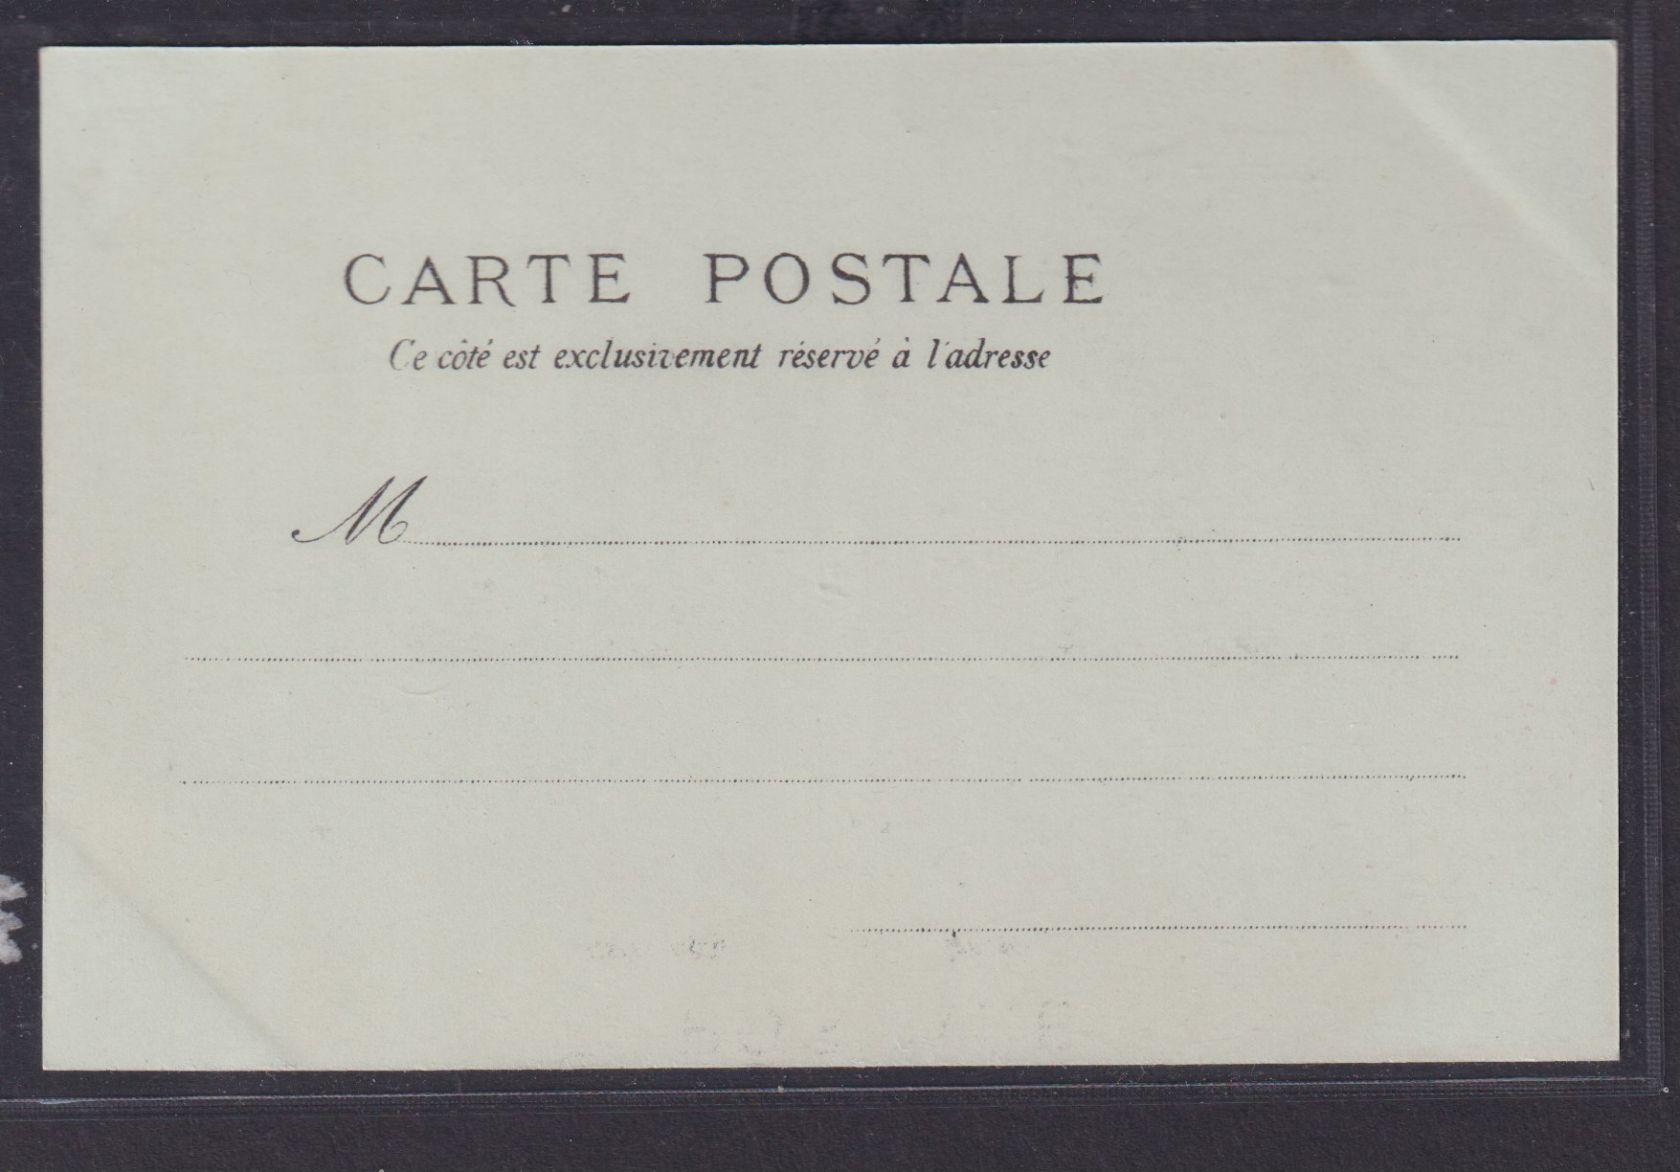 CARTE POSTALE
Ce côté est exclusivement réservé à l'adresse
M